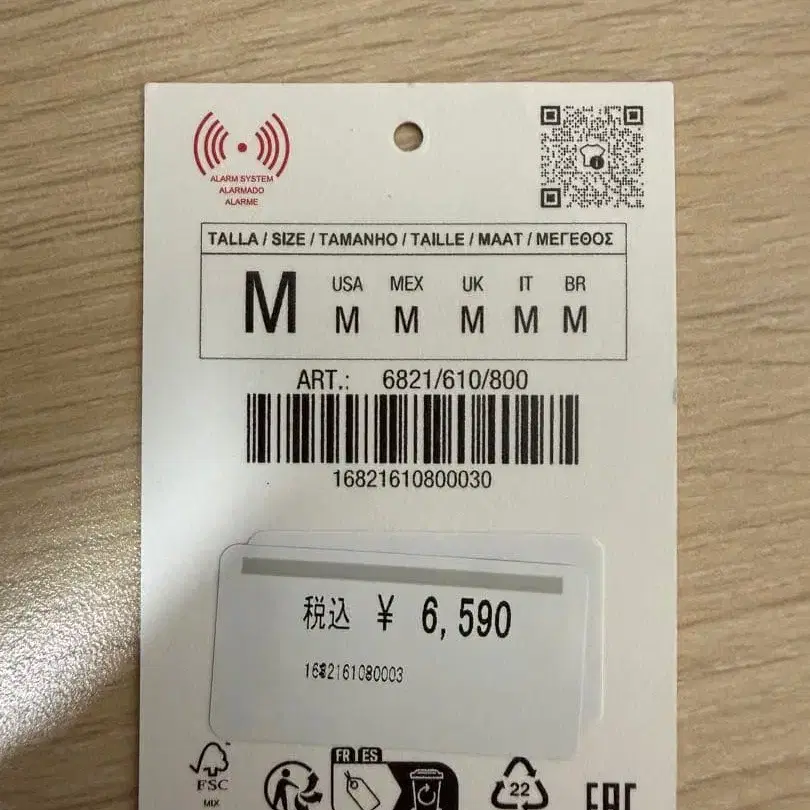 ALARM SYSTEM
ALARMADO
ALARME
TALLA / SIZE / TAMANHO / TAILLE / MAAT / ΜΕΓΕΘΟΣ
USA MEX UK IT BR
M M M M M M
ART.: 6821/610/800
16821610800030
税込 ¥ 6,590
1682161080003
FR ES
FSC
MIX
22
EAC